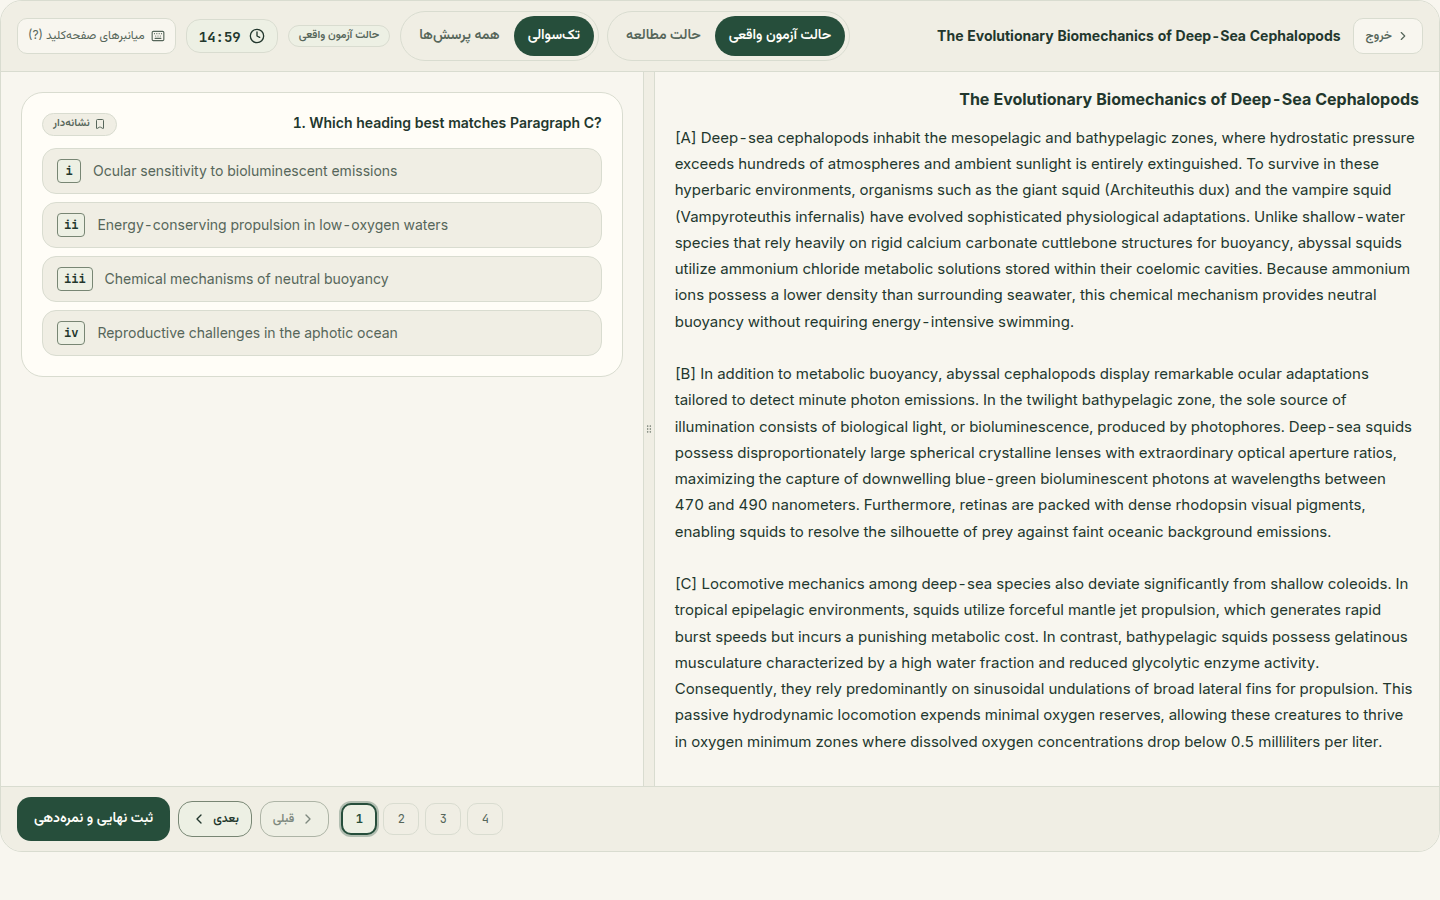 خروج
The Evolutionary Biomechanics of Deep-Sea Cephalopods
حالت آزمون واقعی
حالت مطالعه
تک‌سوالی
همه پرسش‌ها
حالت آزمون واقعی
14:59
میانبرهای صفحه‌کلید (?)
The Evolutionary Biomechanics of Deep-Sea Cephalopods
[A] Deep-sea cephalopods inhabit the mesopelagic and bathypelagic zones, where hydrostatic pressure
exceeds hundreds of atmospheres and ambient sunlight is entirely extinguished. To survive in these
hyperbaric environments, organisms such as the giant squid (Architeuthis dux) and the vampire squid
(Vampyroteuthis infernalis) have evolved sophisticated physiological adaptations. Unlike shallow-water
species that rely heavily on rigid calcium carbonate cuttlebone structures for buoyancy, abyssal squids
utilize ammonium chloride metabolic solutions stored within their coelomic cavities. Because ammonium
ions possess a lower density than surrounding seawater, this chemical mechanism provides neutral
buoyancy without requiring energy-intensive swimming.
[B] In addition to metabolic buoyancy, abyssal cephalopods display remarkable ocular adaptations
tailored to detect minute photon emissions. In the twilight bathypelagic zone, the sole source of
illumination consists of biological light, or bioluminescence, produced by photophores. Deep-sea squids
possess disproportionately large spherical crystalline lenses with extraordinary optical aperture ratios,
maximizing the capture of downwelling blue-green bioluminescent photons at wavelengths between
470 and 490 nanometers. Furthermore, retinas are packed with dense rhodopsin visual pigments,
enabling squids to resolve the silhouette of prey against faint oceanic background emissions.
[C] Locomotive mechanics among deep-sea species also deviate significantly from shallow coleoids. In
tropical epipelagic environments, squids utilize forceful mantle jet propulsion, which generates rapid
burst speeds but incurs a punishing metabolic cost. In contrast, bathypelagic squids possess gelatinous
musculature characterized by a high water fraction and reduced glycolytic enzyme activity.
Consequently, they rely predominantly on sinusoidal undulations of broad lateral fins for propulsion. This
passive hydrodynamic locomotion expends minimal oxygen reserves, allowing these creatures to thrive
in oxygen minimum zones where dissolved oxygen concentrations drop below 0.5 milliliters per liter.
1. Which heading best matches Paragraph C?
نشانه‌دار
i Ocular sensitivity to bioluminescent emissions
ii Energy-conserving propulsion in low-oxygen waters
iii Chemical mechanisms of neutral buoyancy
iv Reproductive challenges in the aphotic ocean
1 2 3 4
قبلی
بعدی
ثبت نهایی و نمره‌دهی